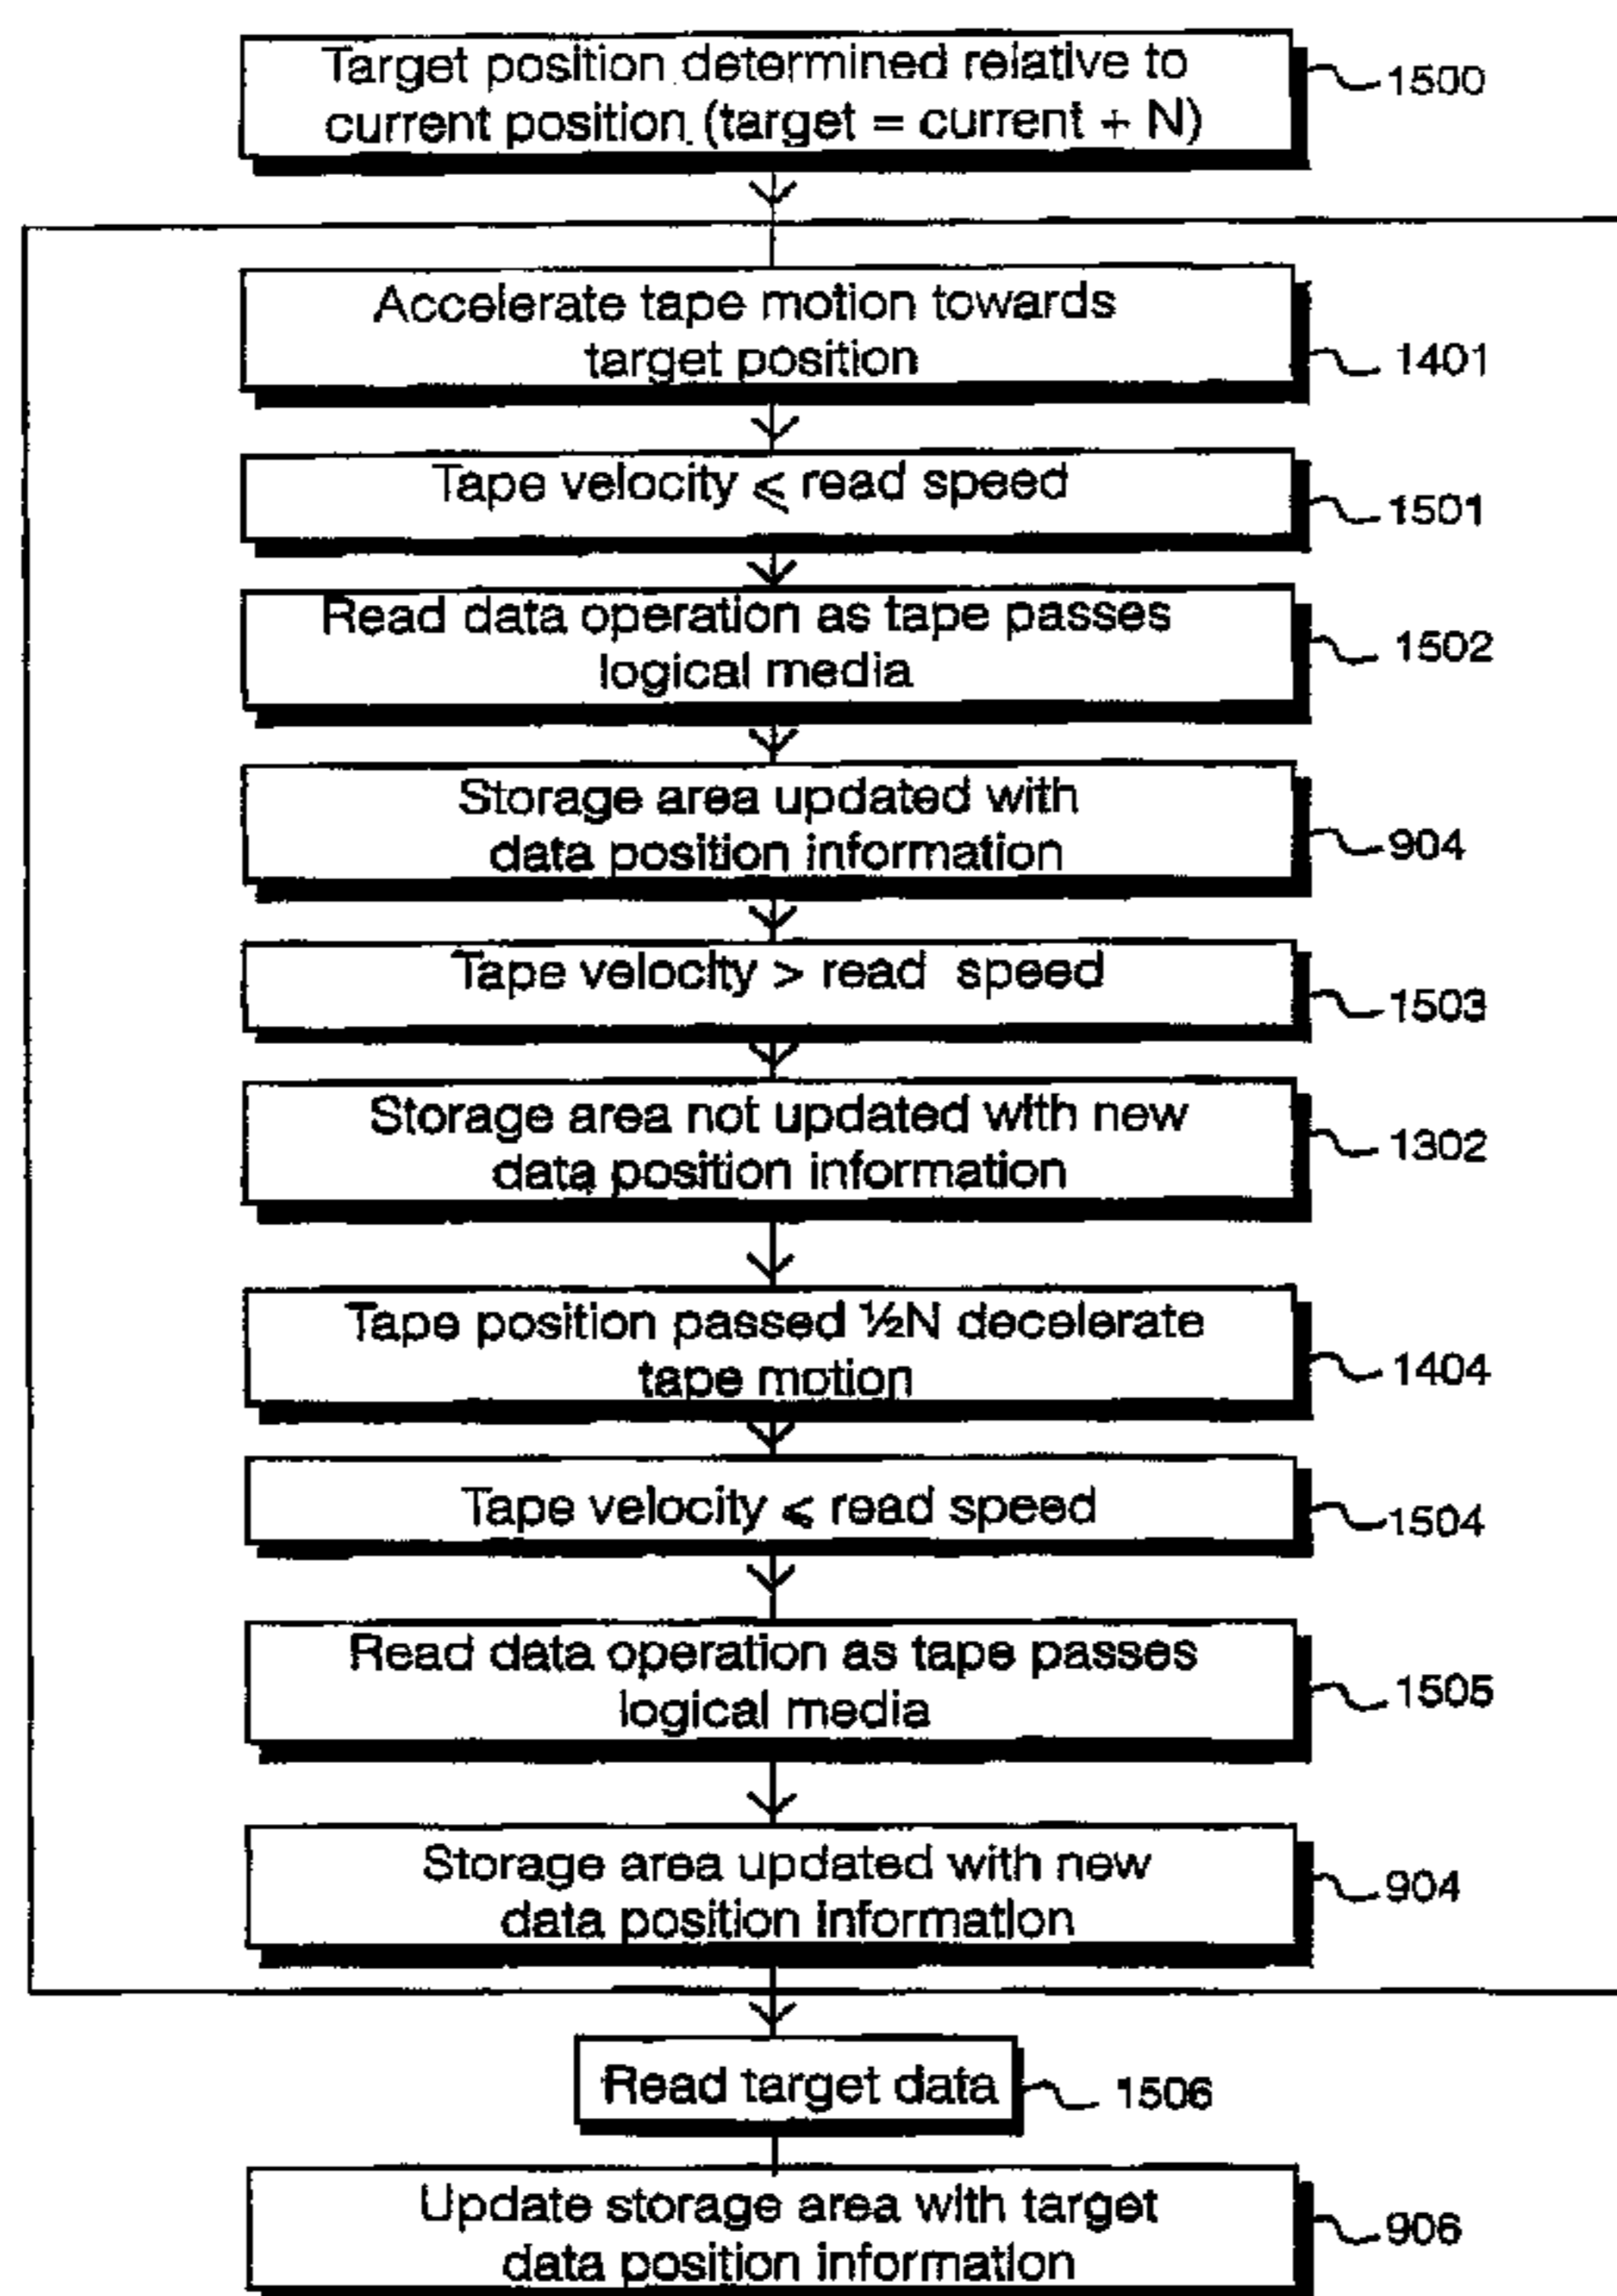 Target position determined relative to
current position (target = current + N)
1500
Accelerate tape motion towards
target position
1401
Tape velocity ⩽ read speed
1501
Read data operation as tape passes
logical media
1502
Storage area updated with
data position information
904
Tape velocity > read speed
1503
Storage area not updated with new
data position information
1302
Tape position passed ½N decelerate
tape motion
1404
Tape velocity ⩽ read speed
1504
Read data operation as tape passes
logical media
1505
Storage area updated with new
data position information
904
Read target data
1506
Update storage area with target
data position information
906